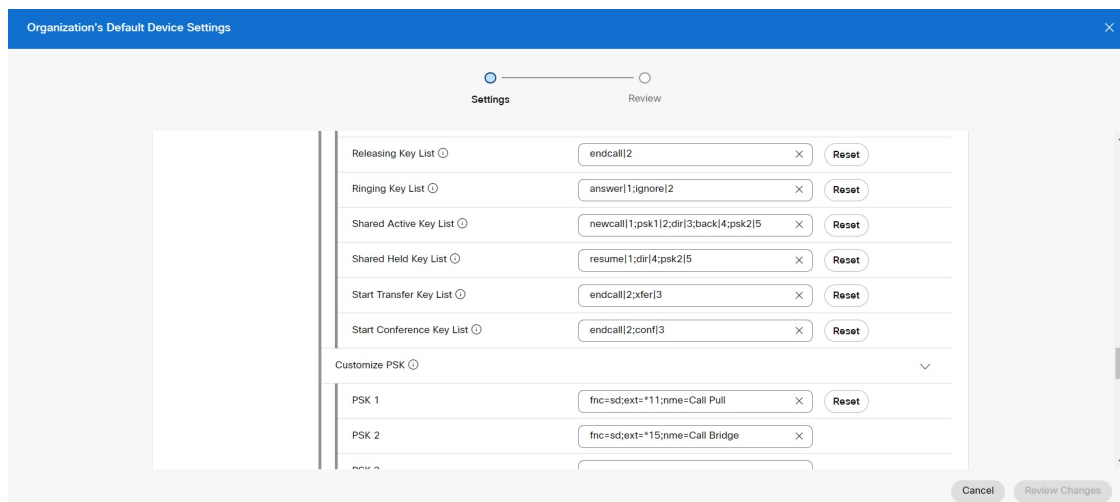 Organization's Default Device Settings
Settings
Review
Releasing Key List
endcall|2
Reset
Ringing Key List
answer|1;ignore|2
Reset
Shared Active Key List
newcall|1;psk1|2;dir|3;back|4;psk2|5
Reset
Shared Held Key List
resume|1;dir|4;psk2|5
Reset
Start Transfer Key List
endcall|2;xfer|3
Reset
Start Conference Key List
endcall|2;conf|3
Reset
Customize PSK
PSK 1
fnc=sd;ext=*11;nme=Call Pull
Reset
PSK 2
fnc=sd;ext=*15;nme=Call Bridge
Cancel
Review Changes